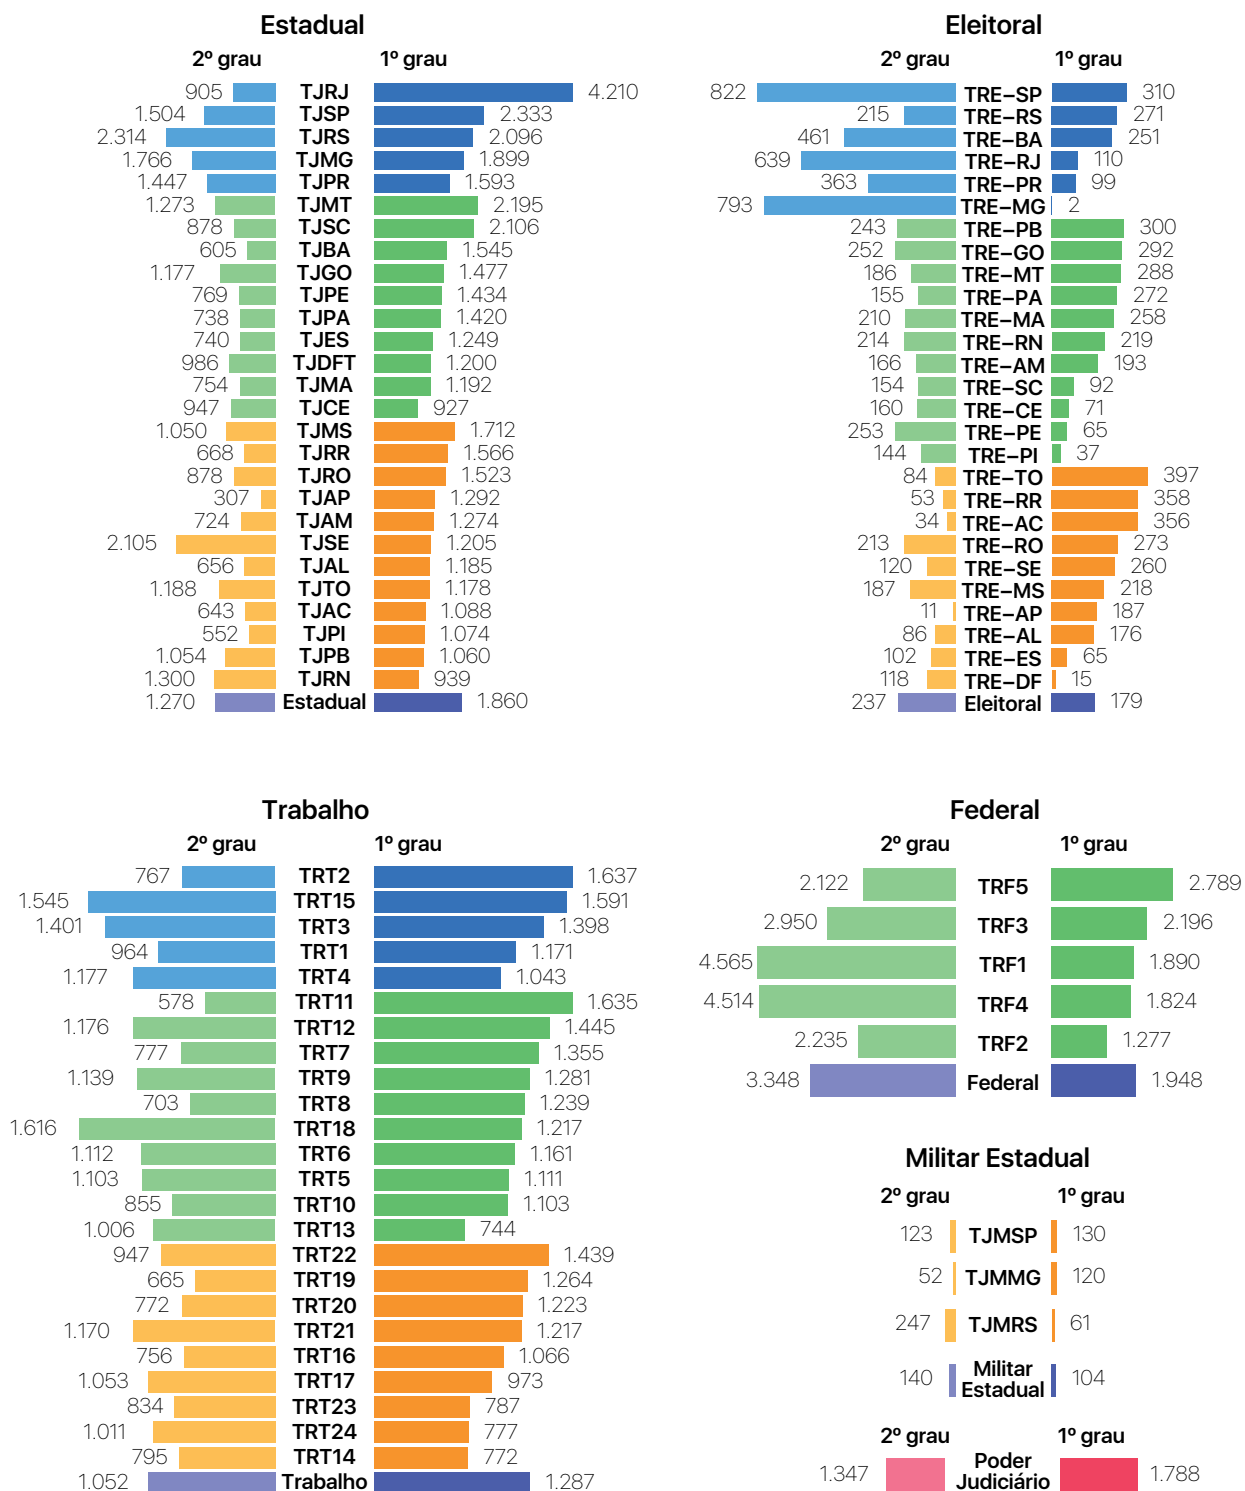 Estadual
2º grau 1º grau
905 TJRJ 4.210
1.504 TJSP 2.333
2.314 TJRS 2.096
1.766 TJMG 1.899
1.447 TJPR 1.593
1.273 TJMT 2.195
878 TJSC 2.106
605 TJBA 1.545
1.177 TJGO 1.477
769 TJPE 1.434
738 TJPA 1.420
740 TJES 1.249
986 TJDFT 1.200
754 TJMA 1.192
947 TJCE 927
1.050 TJMS 1.712
668 TJRR 1.566
878 TJRO 1.523
307 TJAP 1.292
724 TJAM 1.274
2.105 TJSE 1.205
656 TJAL 1.185
1.188 TJTO 1.178
643 TJAC 1.088
552 TJPI 1.074
1.054 TJPB 1.060
1.300 TJRN 939
1.270 Estadual 1.860
Eleitoral
2º grau 1º grau
822 TRE–SP 310
215 TRE–RS 271
461 TRE–BA 251
639 TRE–RJ 110
363 TRE–PR 99
793 TRE–MG 2
243 TRE–PB 300
252 TRE–GO 292
186 TRE–MT 288
155 TRE–PA 272
210 TRE–MA 258
214 TRE–RN 219
166 TRE–AM 193
154 TRE–SC 92
160 TRE–CE 71
253 TRE–PE 65
144 TRE–PI 37
84 TRE–TO 397
53 TRE–RR 358
34 TRE–AC 356
213 TRE–RO 273
120 TRE–SE 260
187 TRE–MS 218
11 TRE–AP 187
86 TRE–AL 176
102 TRE–ES 65
118 TRE–DF 15
237 Eleitoral 179
Trabalho
2º grau 1º grau
767 TRT2 1.637
1.545 TRT15 1.591
1.401 TRT3 1.398
964 TRT1 1.171
1.177 TRT4 1.043
578 TRT11 1.635
1.176 TRT12 1.445
777 TRT7 1.355
1.139 TRT9 1.281
703 TRT8 1.239
1.616 TRT18 1.217
1.112 TRT6 1.161
1.103 TRT5 1.111
855 TRT10 1.103
1.006 TRT13 744
947 TRT22 1.439
665 TRT19 1.264
772 TRT20 1.223
1.170 TRT21 1.217
756 TRT16 1.066
1.053 TRT17 973
834 TRT23 787
1.011 TRT24 777
795 TRT14 772
1.052 Trabalho 1.287
Federal
2º grau 1º grau
2.122 TRF5 2.789
2.950 TRF3 2.196
4.565 TRF1 1.890
4.514 TRF4 1.824
2.235 TRF2 1.277
3.348 Federal 1.948
Militar Estadual
2º grau 1º grau
123 TJMSP 130
52 TJMMG 120
247 TJMRS 61
140 Militar 104
Estadual
2º grau 1º grau
1.347 Poder 1.788
Judiciário